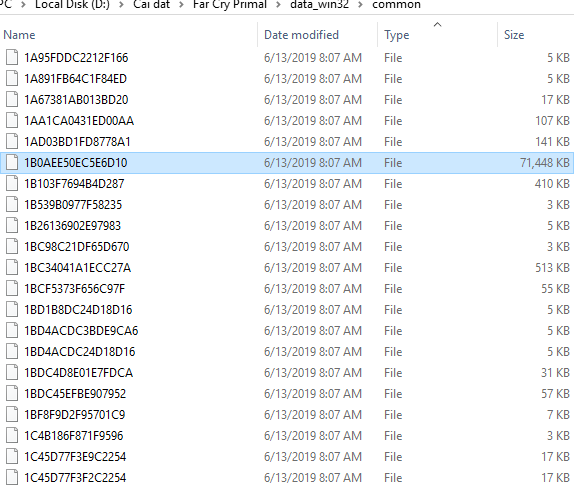 PC > Local Disk (D:) > Cai dat > Far Cry Primal > data_win32 > common
Name Date modified Type Size
1A95FDDC2212F166 6/13/2019 8:07 AM File 5 KB
1A891FB64C1F84ED 6/13/2019 8:07 AM File 5 KB
1A67381AB013BD20 6/13/2019 8:07 AM File 17 KB
1AA1CA0431ED00AA 6/13/2019 8:07 AM File 107 KB
1AD03BD1FD8778A1 6/13/2019 8:07 AM File 141 KB
1B0AEE50EC5E6D10 6/13/2019 8:07 AM File 71,448 KB
1B103F7694B4D287 6/13/2019 8:07 AM File 410 KB
1B539B0977F58235 6/13/2019 8:07 AM File 3 KB
1B26136902E97983 6/13/2019 8:07 AM File 5 KB
1BC98C21DF65D670 6/13/2019 8:07 AM File 3 KB
1BC34041A1ECC27A 6/13/2019 8:07 AM File 513 KB
1BCF5373F656C97F 6/13/2019 8:07 AM File 55 KB
1BD1B8DC24D18D16 6/13/2019 8:07 AM File 5 KB
1BD4ACDC3BDE9CA6 6/13/2019 8:07 AM File 5 KB
1BD4ACDC24D18D16 6/13/2019 8:07 AM File 5 KB
1BDC4D8E01E7FDCA 6/13/2019 8:07 AM File 31 KB
1BDC45EFBE907952 6/13/2019 8:07 AM File 57 KB
1BF8F9D2F95701C9 6/13/2019 8:07 AM File 7 KB
1C4B186F871F9596 6/13/2019 8:07 AM File 3 KB
1C45D77F3E9C2254 6/13/2019 8:07 AM File 17 KB
1C45D77F3F2C2254 6/13/2019 8:07 AM File 17 KB